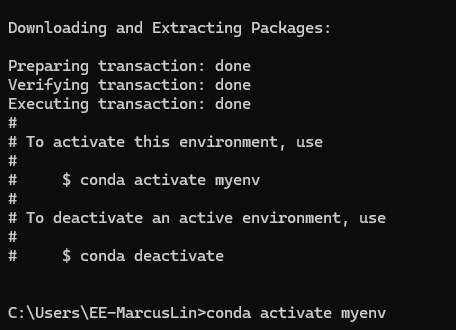 Downloading and Extracting Packages:
Preparing transaction: done
Verifying transaction: done
Executing transaction: done
#
# To activate this environment, use
#
#     $ conda activate myenv
#
# To deactivate an active environment, use
#
#     $ conda deactivate
C:\Users\EE-MarcusLin>conda activate myenv